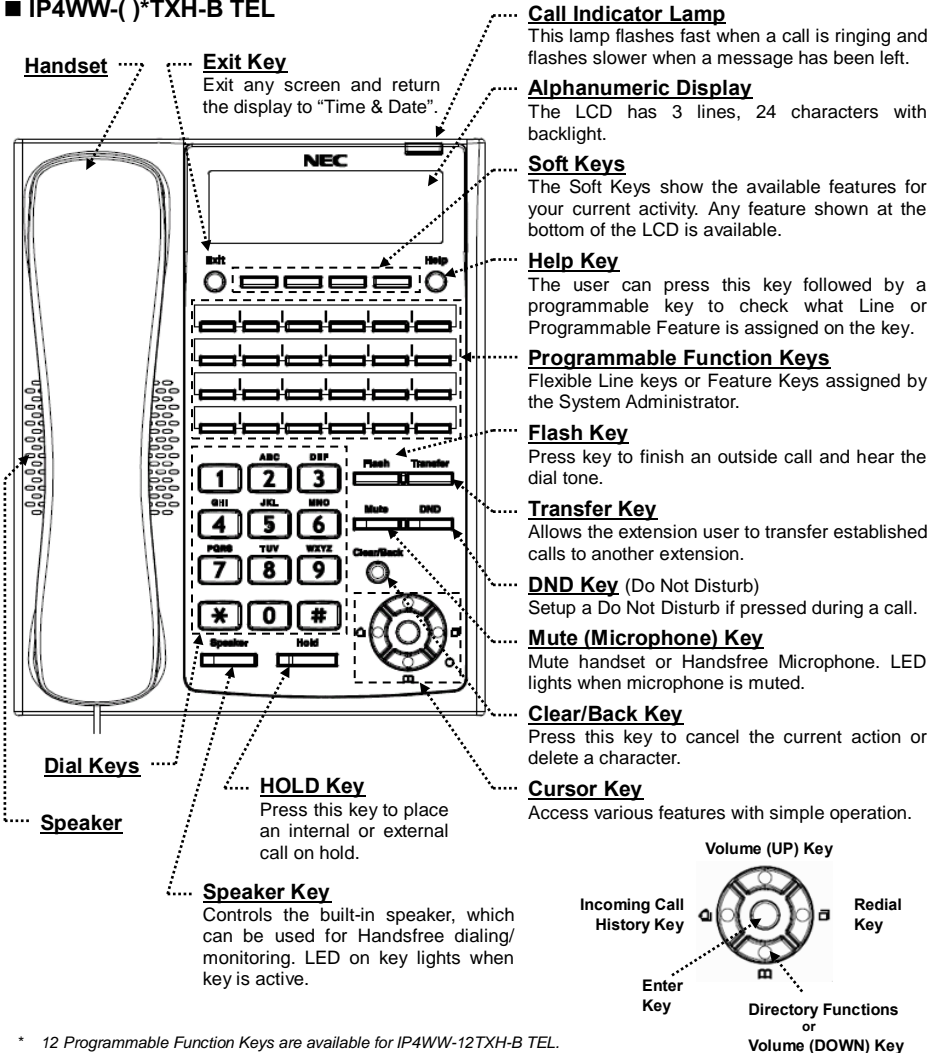 ■ IP4WW-( )*TXH-B TEL
Handset
Exit Key
Exit any screen and return
the display to “Time & Date”.
Call Indicator Lamp
This lamp flashes fast when a call is ringing and
flashes slower when a message has been left.
Alphanumeric Display
The LCD has 3 lines, 24 characters with
backlight.
Soft Keys
The Soft Keys show the available features for
your current activity. Any feature shown at the
bottom of the LCD is available.
Help Key
The user can press this key followed by a
programmable key to check what Line or
Programmable Feature is assigned on the key.
Programmable Function Keys
Flexible Line keys or Feature Keys assigned by
the System Administrator.
Flash Key
Press key to finish an outside call and hear the
dial tone.
Transfer Key
Allows the extension user to transfer established
calls to another extension.
DND Key (Do Not Disturb)
Setup a Do Not Disturb if pressed during a call.
Mute (Microphone) Key
Mute handset or Handsfree Microphone. LED
lights when microphone is muted.
Clear/Back Key
Press this key to cancel the current action or
delete a character.
Cursor Key
Access various features with simple operation.
NEC
Exit
Help
ABC DEF
1 2 3
GHI JKL MNO
4 5 6
PQRS TUV WXYZ
7 8 9
* 0 #
Flash Transfer
Mute DND
Clear/Back
Speaker Hold
Dial Keys
Speaker
HOLD Key
Press this key to place
an internal or external
call on hold.
Speaker Key
Controls the built-in speaker, which
can be used for Handsfree dialing/
monitoring. LED on key lights when
key is active.
Volume (UP) Key
Incoming Call
History Key
Redial
Key
Enter
Key
Directory Functions
or
Volume (DOWN) Key
* 12 Programmable Function Keys are available for IP4WW-12TXH-B TEL.